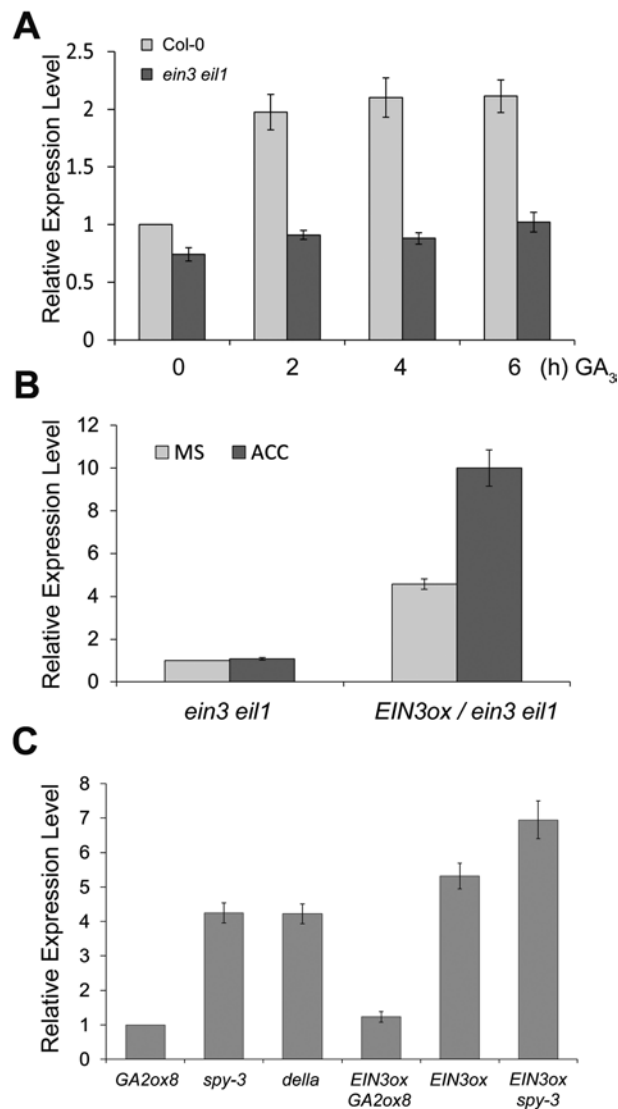 A
Col-0
ein3 eil1
Relative Expression Level
2.5
2
1.5
1
0.5
0
0 2 4 6 (h) GA3
B
MS ACC
Relative Expression Level
12
10
8
6
4
2
0
ein3 eil1 EIN3ox / ein3 eil1
C
Relative Expression Level
8
7
6
5
4
3
2
1
0
GA2ox8 spy-3 della EIN3ox EIN3ox EIN3ox
GA2ox8 spy-3